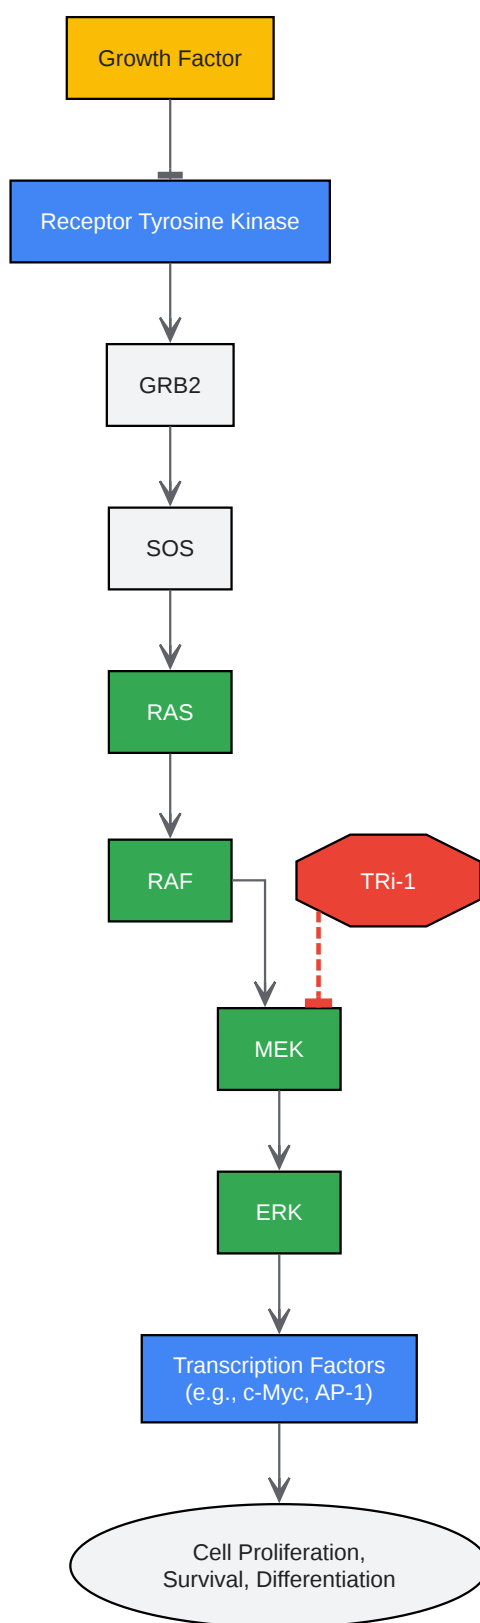 Growth Factor
Receptor Tyrosine Kinase
GRB2
SOS
RAS
RAF
TRi-1
MEK
ERK
Transcription Factors
(e.g., c-Myc, AP-1)
Cell Proliferation,
Survival, Differentiation